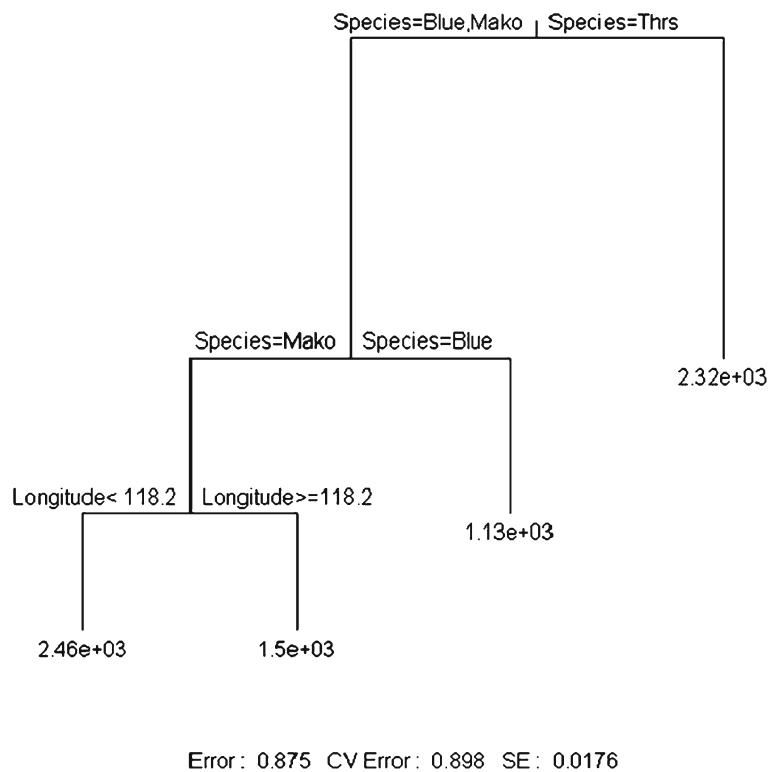 Species=Blue,Mako Species=Thrs
Species=Mako Species=Blue
2.32e+03
Longitude< 118.2 Longitude>=118.2
1.13e+03
2.46e+03 1.5e+03
Error : 0.875 CV Error : 0.898 SE : 0.0176